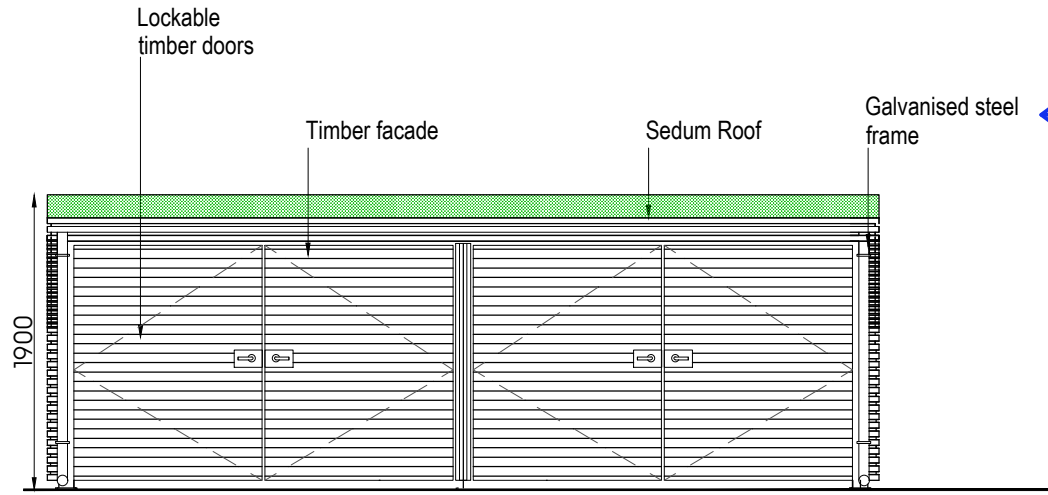 Lockable
timber doors
Timber facade
Sedum Roof
Galvanised steel
frame
1900